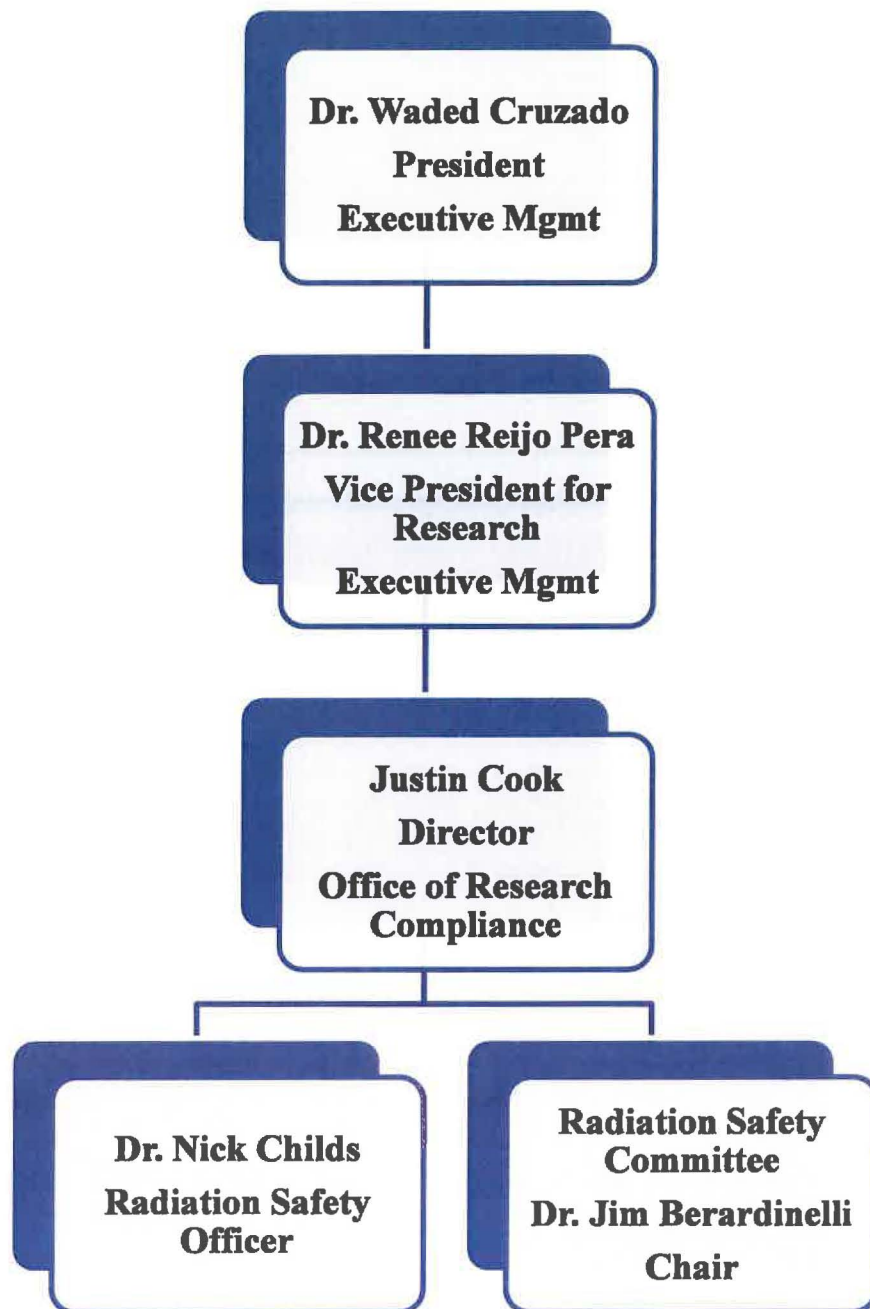 Dr. Waded Cruzado
President
Executive Mgmt
Dr. Renee Reijo Pera
Vice President for
Research
Executive Mgmt
Justin Cook
Director
Office of Research
Compliance
Dr. Nick Childs
Radiation Safety
Officer
Radiation Safety
Committee
Dr. Jim Berardinelli
Chair